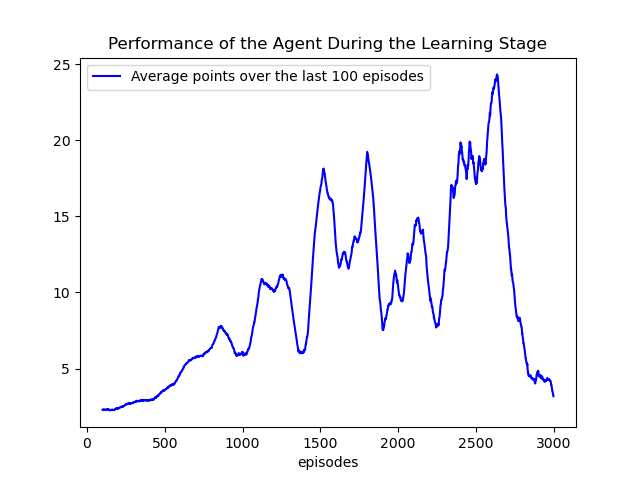 Performance of the Agent During the Learning Stage
Average points over the last 100 episodes
25
20
15
10
5
0 500 1000 1500 2000 2500 3000
episodes